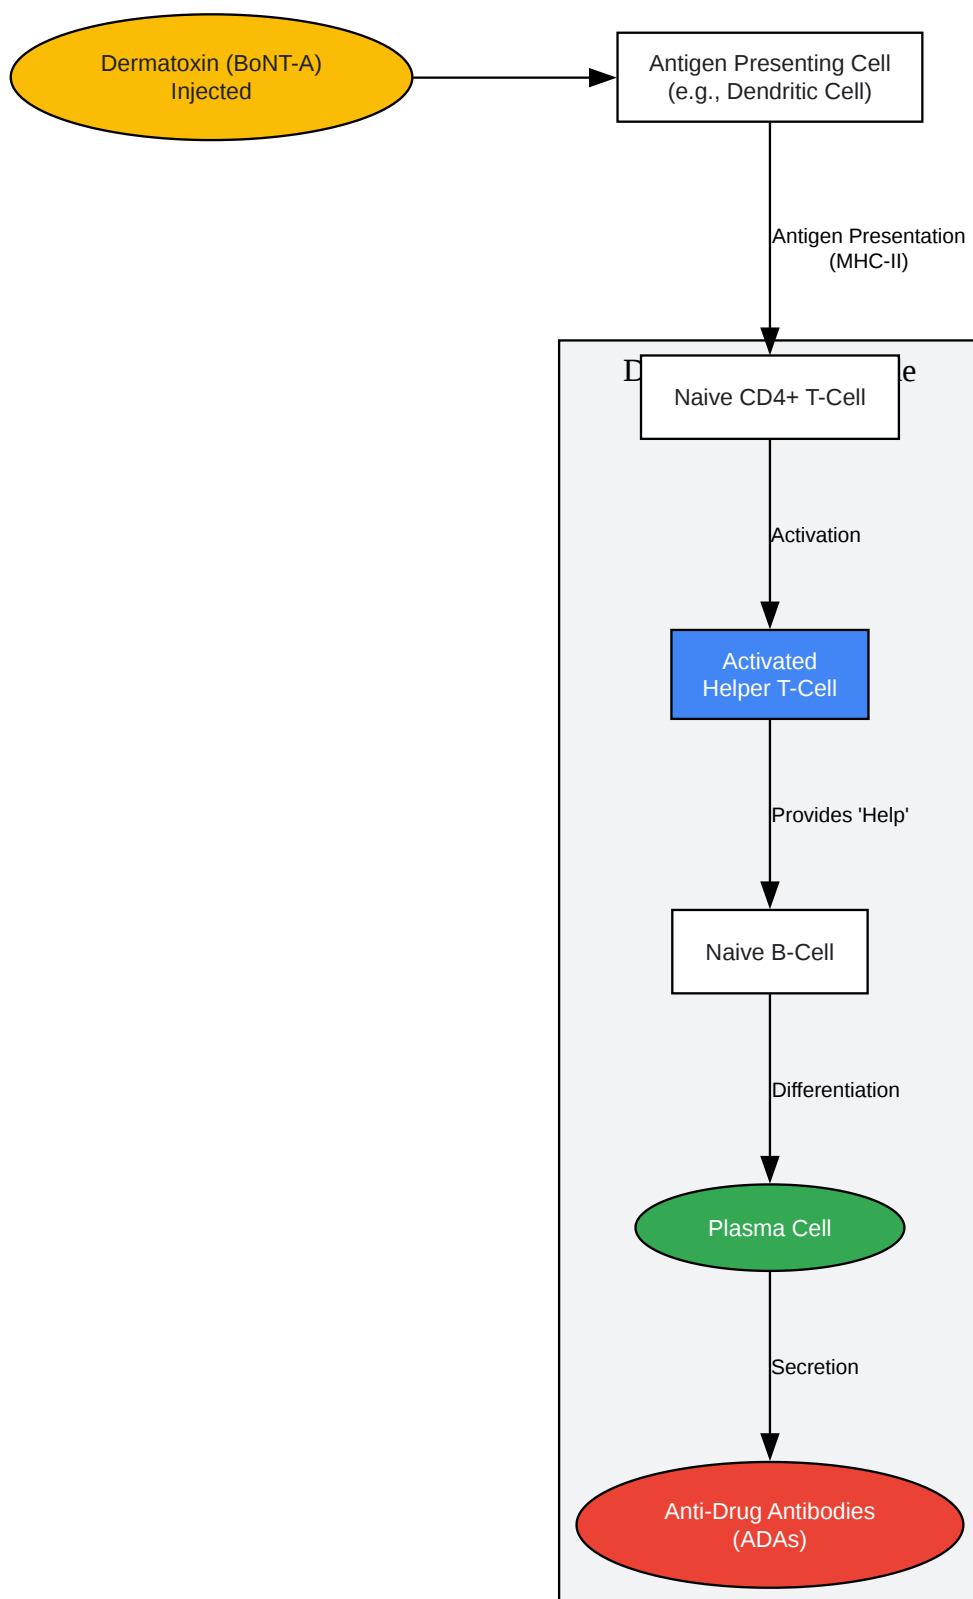 Dermatoxin (BoNT-A)
Injected
Antigen Presenting Cell
(e.g., Dendritic Cell)
Antigen Presentation
(MHC-II)
Naive CD4+ T-Cell
Activation
Activated
Helper T-Cell
Provides 'Help'
Naive B-Cell
Differentiation
Plasma Cell
Secretion
Anti-Drug Antibodies
(ADAs)